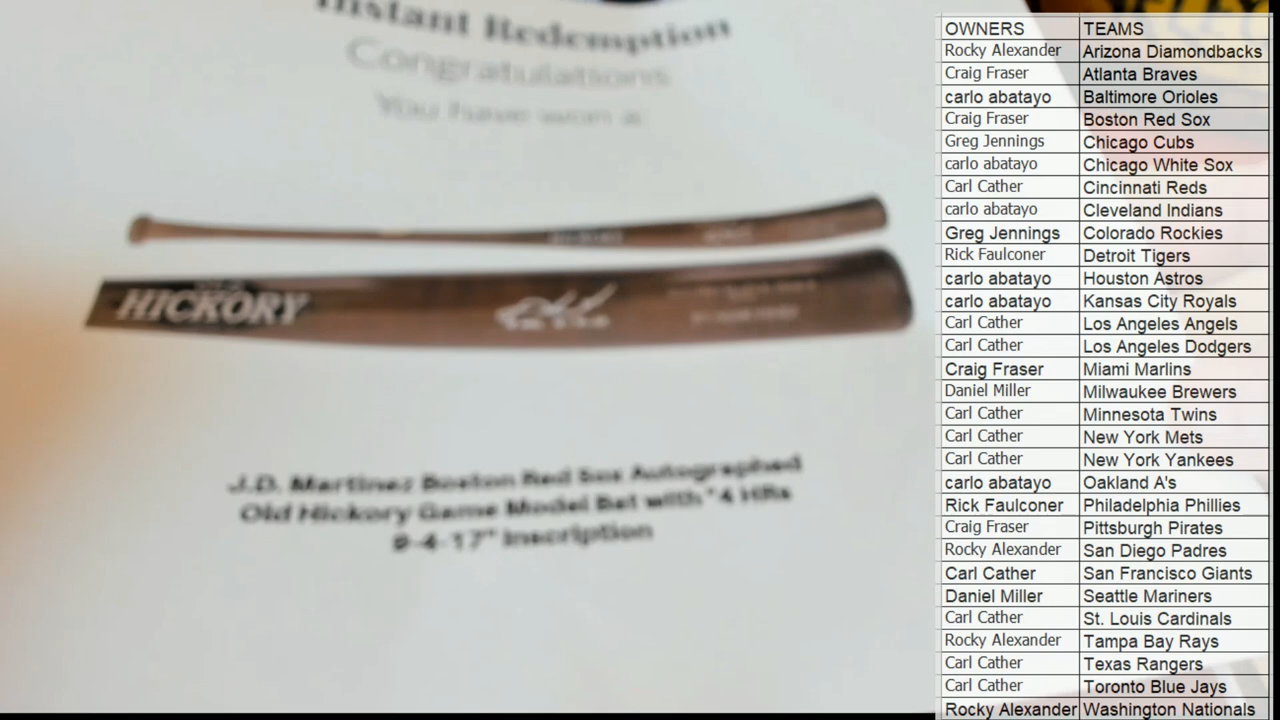 Instant Redemption
Congratulations
You have won a:
HICKORY
J.D. Martinez Boston Red Sox Autographed
Old Hickory Game Model Bat with "4 HRs
9-4-17" Inscription
OWNERS TEAMS
Rocky Alexander Arizona Diamondbacks
Craig Fraser Atlanta Braves
carlo abatayo Baltimore Orioles
Craig Fraser Boston Red Sox
Greg Jennings Chicago Cubs
carlo abatayo Chicago White Sox
Carl Cather Cincinnati Reds
carlo abatayo Cleveland Indians
Greg Jennings Colorado Rockies
Rick Faulconer Detroit Tigers
carlo abatayo Houston Astros
carlo abatayo Kansas City Royals
Carl Cather Los Angeles Angels
Carl Cather Los Angeles Dodgers
Craig Fraser Miami Marlins
Daniel Miller Milwaukee Brewers
Carl Cather Minnesota Twins
Carl Cather New York Mets
Carl Cather New York Yankees
carlo abatayo Oakland A's
Rick Faulconer Philadelphia Phillies
Craig Fraser Pittsburgh Pirates
Rocky Alexander San Diego Padres
Carl Cather San Francisco Giants
Daniel Miller Seattle Mariners
Carl Cather St. Louis Cardinals
Rocky Alexander Tampa Bay Rays
Carl Cather Texas Rangers
Carl Cather Toronto Blue Jays
Rocky Alexander Washington Nationals